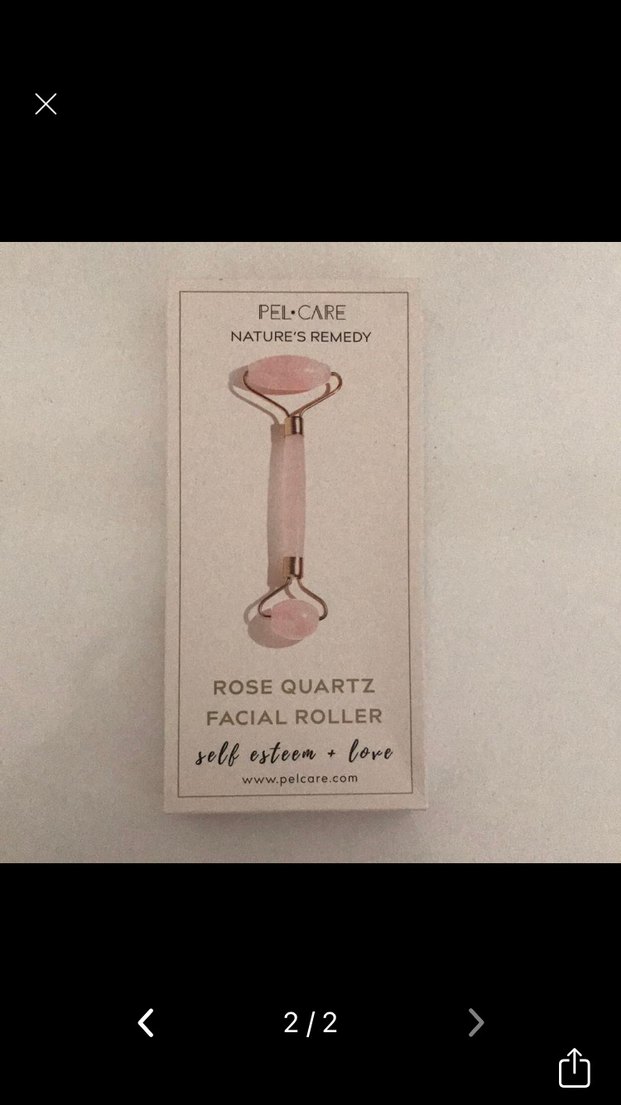 PEL•CARE
NATURE'S REMEDY
ROSE QUARTZ
FACIAL ROLLER
self esteem + love
www.pelcare.com
2 / 2